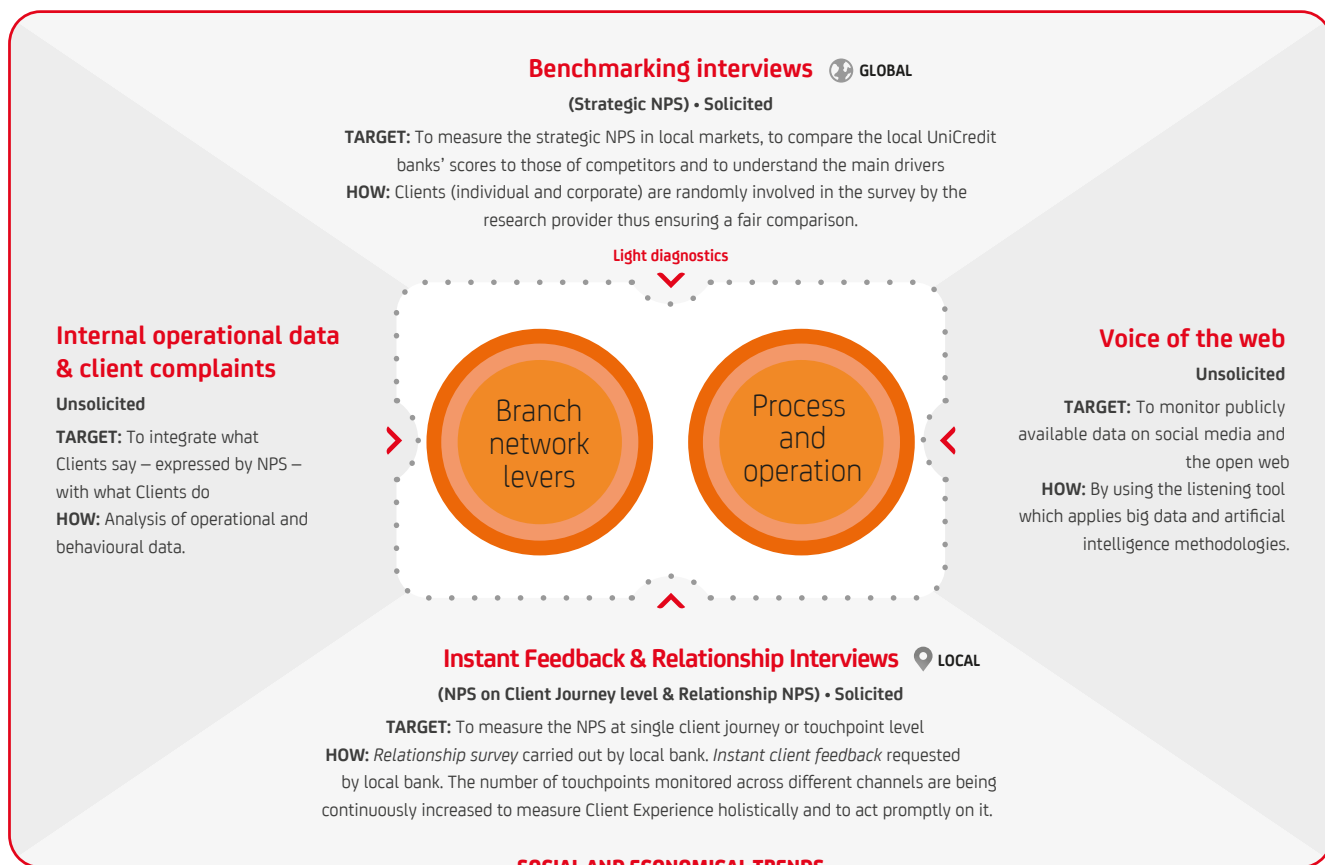 Benchmarking interviews GLOBAL
(Strategic NPS) • Solicited
TARGET: To measure the strategic NPS in local markets, to compare the local UniCredit
banks’ scores to those of competitors and to understand the main drivers
HOW: Clients (individual and corporate) are randomly involved in the survey by the
research provider thus ensuring a fair comparison.
Light diagnostics
Internal operational data
& client complaints
Unsolicited
TARGET: To integrate what
Clients say – expressed by NPS –
with what Clients do
HOW: Analysis of operational and
behavioural data.
Branch
network
levers
Process
and
operation
Voice of the web
Unsolicited
TARGET: To monitor publicly
available data on social media and
the open web
HOW: By using the listening tool
which applies big data and artificial
intelligence methodologies.
Instant Feedback & Relationship Interviews LOCAL
(NPS on Client Journey level & Relationship NPS) • Solicited
TARGET: To measure the NPS at single client journey or touchpoint level
HOW: Relationship survey carried out by local bank. Instant client feedback requested
by local bank. The number of touchpoints monitored across different channels are being
continuously increased to measure Client Experience holistically and to act promptly on it.
SOCIAL AND ECONOMICAL TRENDS